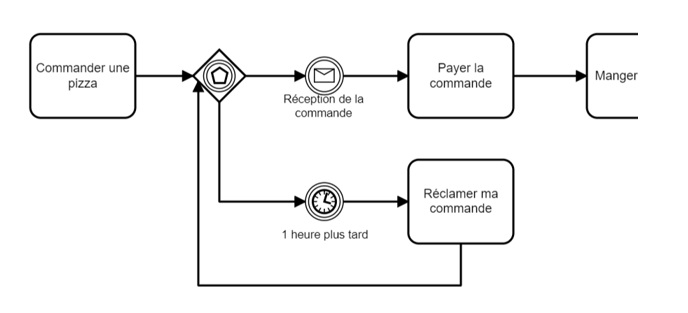 Commander une
pizza
Réception de la
commande
Payer la
commande
Manger
1 heure plus tard
Réclamer ma
commande